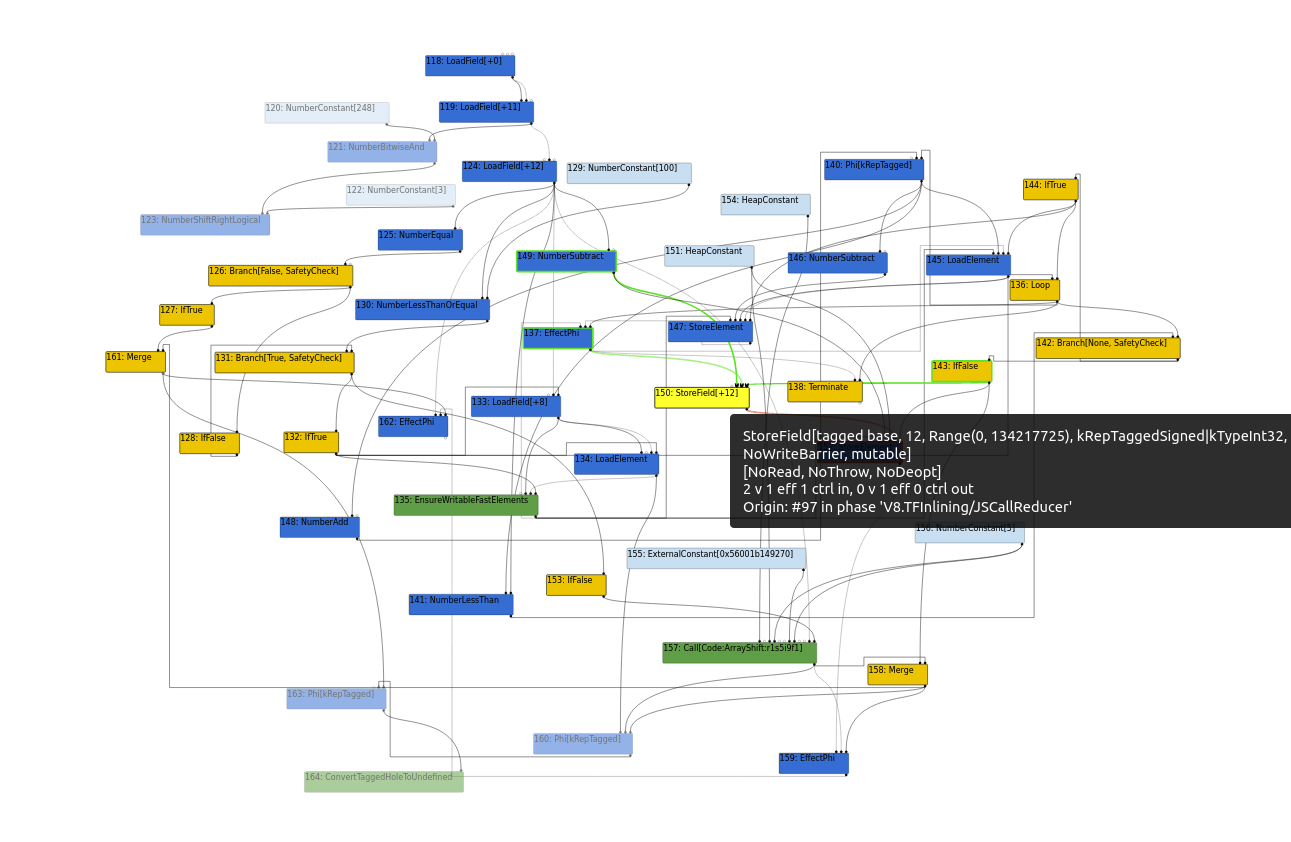 118: LoadField[+0]
120: NumberConstant[248]
119: LoadField[+11]
121: NumberBitwiseAnd
124: LoadField[+12]
129: NumberConstant[100]
140: Phi[kRepTagged]
144: IfTrue
122: NumberConstant[3]
154: HeapConstant
123: NumberShiftRightLogical
125: NumberEqual
149: NumberSubtract
151: HeapConstant
146: NumberSubtract
145: LoadElement
126: Branch[False, SafetyCheck]
136: Loop
127: IfTrue
130: NumberLessThanOrEqual
137: EffectPhi
147: StoreElement
142: Branch[None, SafetyCheck]
161: Merge
131: Branch[True, SafetyCheck]
143: IfFalse
150: StoreField[+12]
138: Terminate
133: LoadField[+8]
162: EffectPhi
128: IfFalse
132: IfTrue
StoreField[tagged base, 12, Range(0, 134217725), kRepTaggedSigned|kTypeInt32,
NoWriteBarrier, mutable]
[NoRead, NoThrow, NoDeopt]
2 v 1 eff 1 ctrl in, 0 v 1 eff 0 ctrl out
Origin: #97 in phase 'V8.TFInlining/JSCallReducer'
134: LoadElement
135: EnsureWritableFastElements
148: NumberAdd
156: NumberConstant[5]
155: ExternalConstant[0x56001b149270]
153: IfFalse
141: NumberLessThan
157: Call[Code:ArrayShift:r1s5i9f1]
158: Merge
163: Phi[kRepTagged]
160: Phi[kRepTagged]
159: EffectPhi
164: ConvertTaggedHoleToUndefined